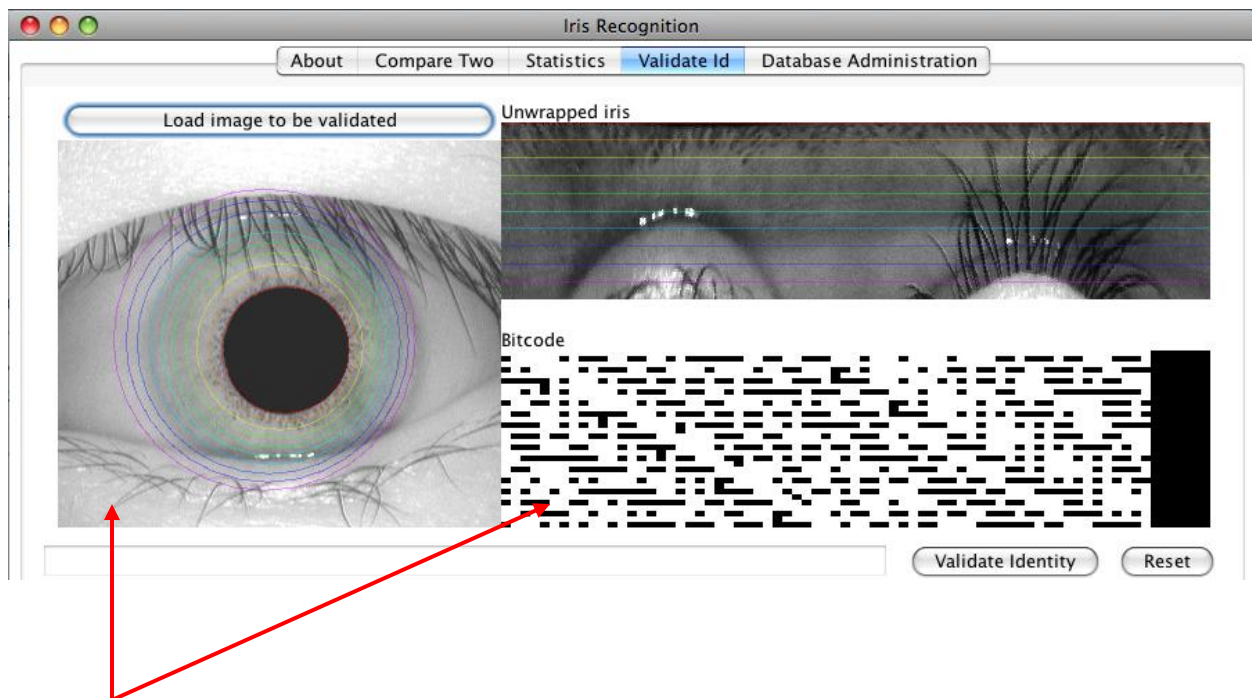 Iris Recognition
About Compare Two Statistics Validate Id Database Administration
Load image to be validated
Unwrapped iris
Bitcode
Validate Identity Reset